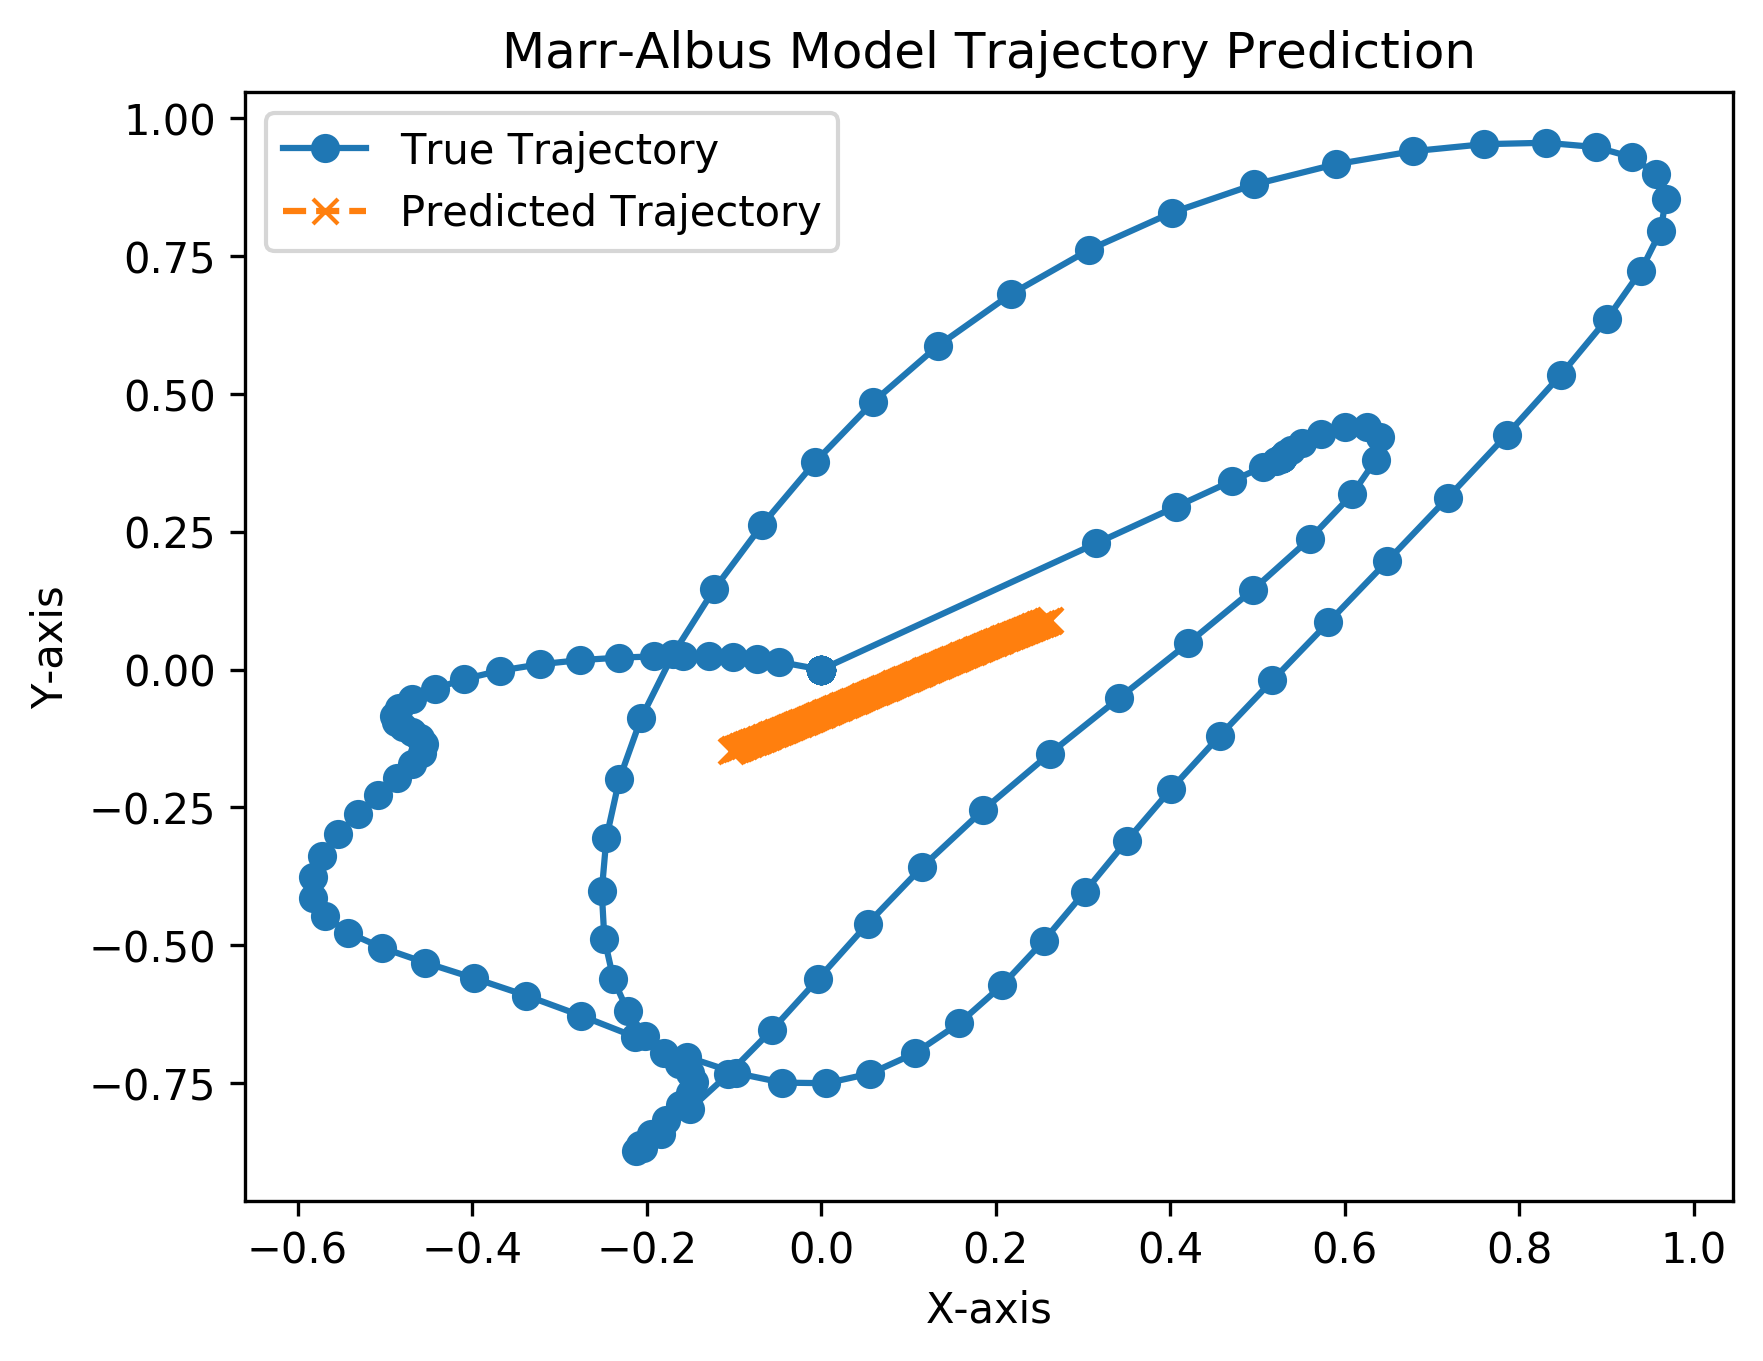 Marr-Albus Model Trajectory Prediction
True Trajectory
Predicted Trajectory
1.00
0.75
0.50
0.25
0.00
−0.25
−0.50
−0.75
Y-axis
−0.6 −0.4 −0.2 0.0 0.2 0.4 0.6 0.8 1.0
X-axis